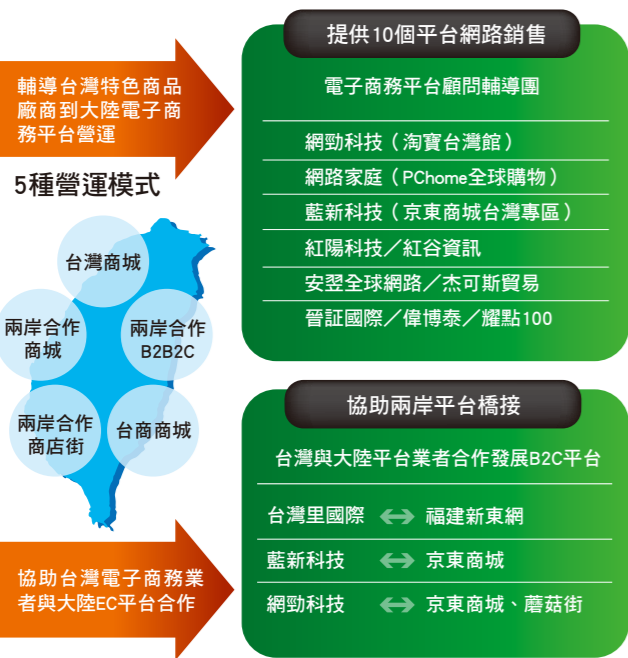 輔導台灣特色商品
廠商到大陸電子商
務平台營運
提供10個平台網路銷售
電子商務平台顧問輔導團
網勁科技（淘寶台灣館）
網路家庭（PChome全球購物）
藍新科技（京東商城台灣專區）
紅陽科技／紅谷資訊
安翌全球網路／杰可斯貿易
晉証國際／偉博泰／耀點100
5種營運模式
台灣商城
兩岸合作
商城
兩岸合作
B2B2C
兩岸合作
商店街
台商商城
協助台灣電子商務業
者與大陸EC平台合作
協助兩岸平台橋接
台灣與大陸平台業者合作發展B2C平台
台灣里國際 ↔ 福建新東網
藍新科技 ↔ 京東商城
網勁科技 ↔ 京東商城、蘑菇街